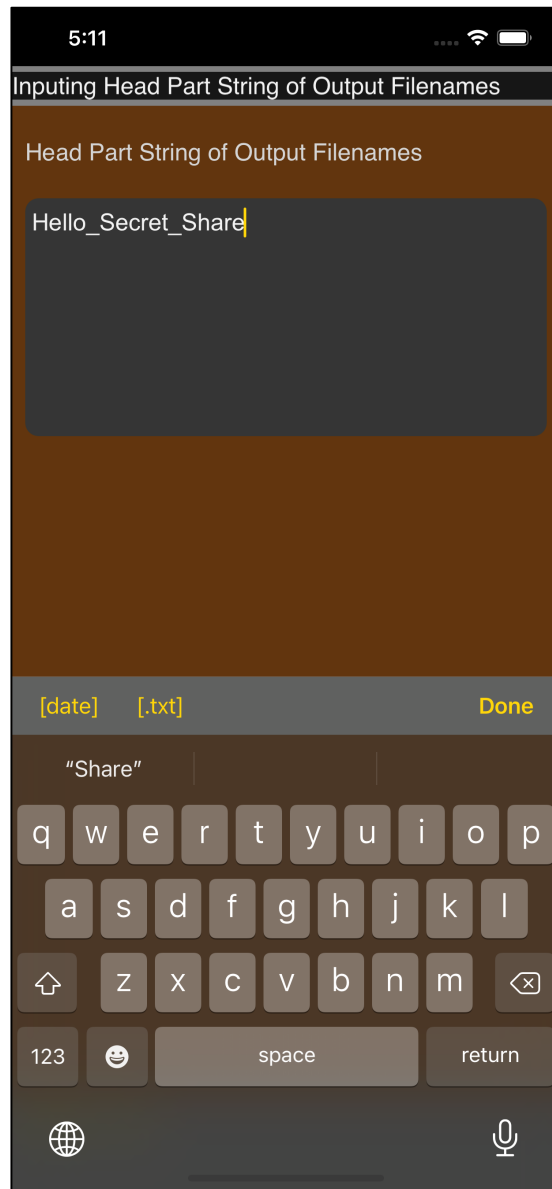 5:11
Inputing Head Part String of Output Filenames
Head Part String of Output Filenames
Hello_Secret_Share
[date] [.txt] Done
“Share”
q w e r t y u i o p
a s d f g h j k l
z x c v b n m
123 space return